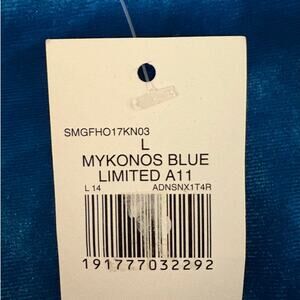 SMGFHO17KN03
L
MYKONOS BLUE
LIMITED A11
L 14 ADNSNX1T4R
191777032292